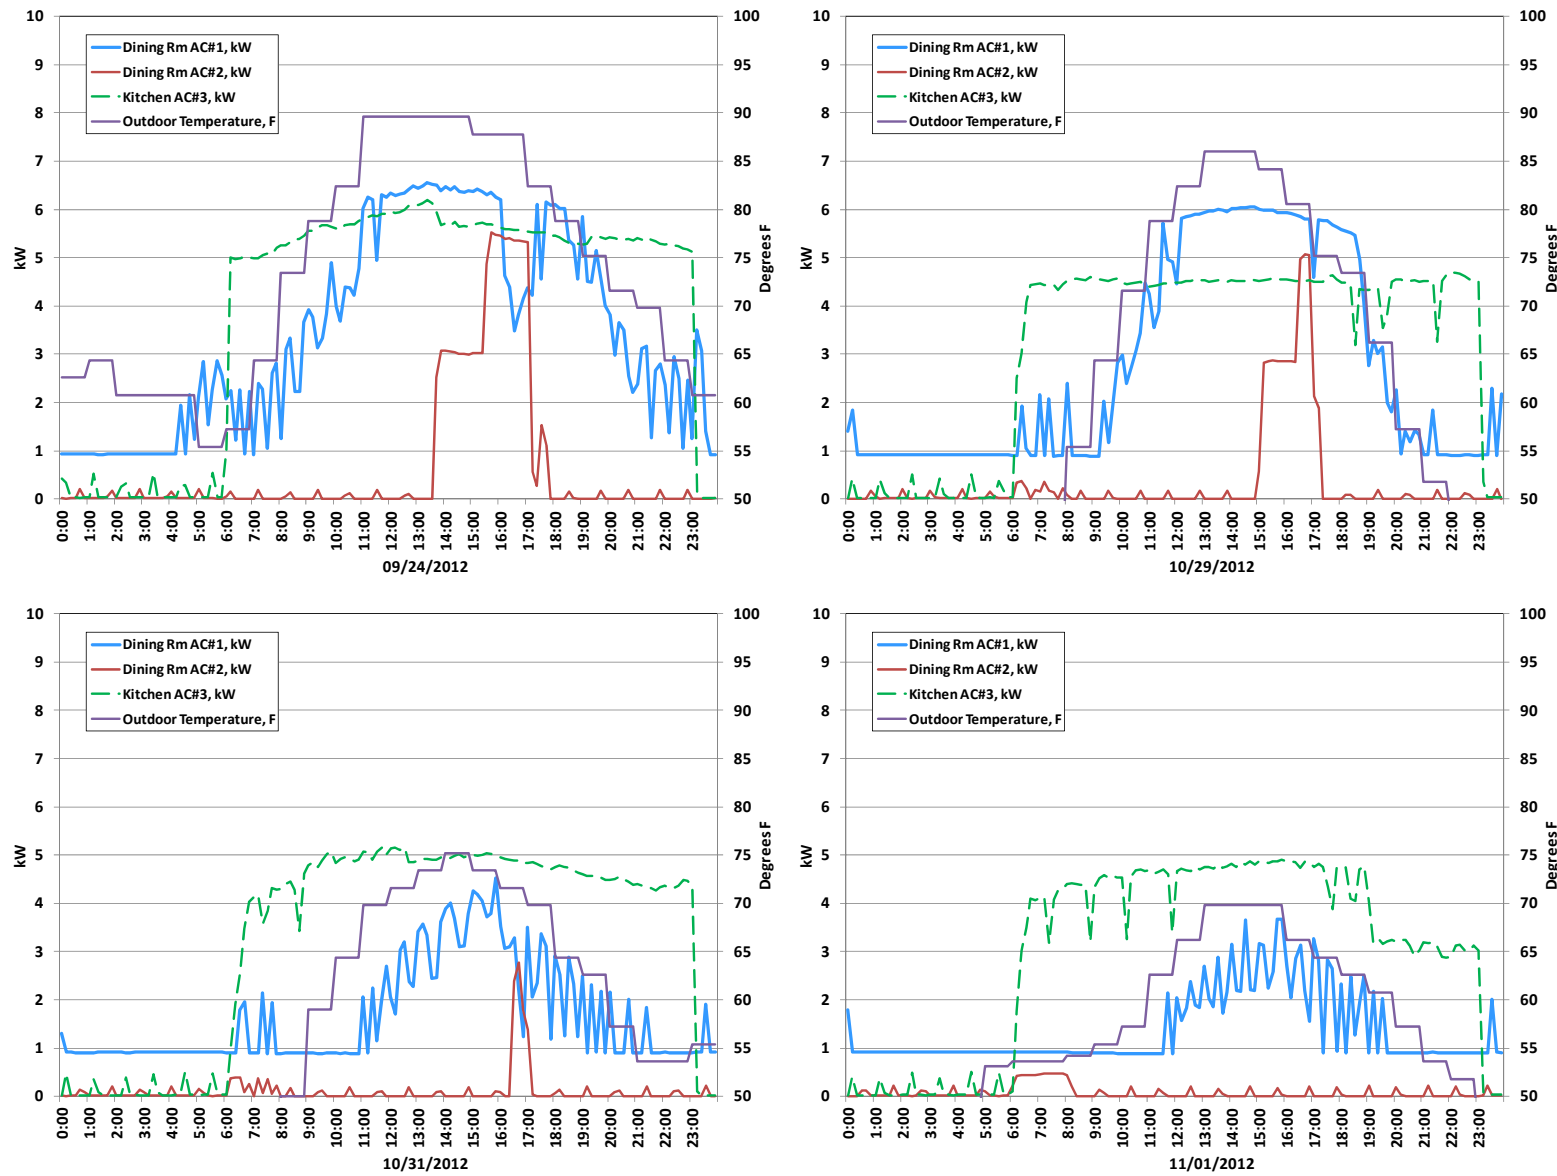 10 100
Dining Rm AC#1, kW
9 95
Dining Rm AC#2, kW
Kitchen AC#3, kW
8 90
Outdoor Temperature, F
7 85
6 80
kW
5 75
Degrees F
4 70
3 65
2 60
1 55
0 50
0:00 1:00 2:00 3:00 4:00 5:00 6:00 7:00 8:00 9:00 10:00 11:00 12:00 13:00 14:00 15:00 16:00 17:00 18:00 19:00 20:00 21:00 22:00 23:00
09/24/2012
10 100
Dining Rm AC#1, kW
9 95
Dining Rm AC#2, kW
Kitchen AC#3, kW
8 90
Outdoor Temperature, F
7 85
6 80
kW
5 75
Degrees F
4 70
3 65
2 60
1 55
0 50
0:00 1:00 2:00 3:00 4:00 5:00 6:00 7:00 8:00 9:00 10:00 11:00 12:00 13:00 14:00 15:00 16:00 17:00 18:00 19:00 20:00 21:00 22:00 23:00
10/29/2012
10 100
Dining Rm AC#1, kW
9 95
Dining Rm AC#2, kW
Kitchen AC#3, kW
8 90
Outdoor Temperature, F
7 85
6 80
kW
5 75
Degrees F
4 70
3 65
2 60
1 55
0 50
0:00 1:00 2:00 3:00 4:00 5:00 6:00 7:00 8:00 9:00 10:00 11:00 12:00 13:00 14:00 15:00 16:00 17:00 18:00 19:00 20:00 21:00 22:00 23:00
10/31/2012
10 100
Dining Rm AC#1, kW
9 95
Dining Rm AC#2, kW
Kitchen AC#3, kW
8 90
Outdoor Temperature, F
7 85
6 80
kW
5 75
Degrees F
4 70
3 65
2 60
1 55
0 50
0:00 1:00 2:00 3:00 4:00 5:00 6:00 7:00 8:00 9:00 10:00 11:00 12:00 13:00 14:00 15:00 16:00 17:00 18:00 19:00 20:00 21:00 22:00 23:00
11/01/2012